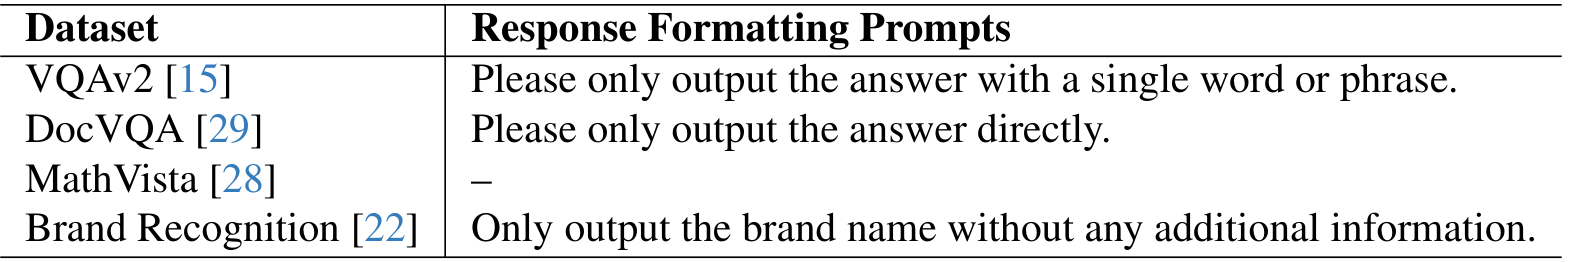 Dataset Response Formatting Prompts
VQAv2 [15] Please only output the answer with a single word or phrase.
DocVQA [29] Please only output the answer directly.
MathVista [28] –
Brand Recognition [22] Only output the brand name without any additional information.